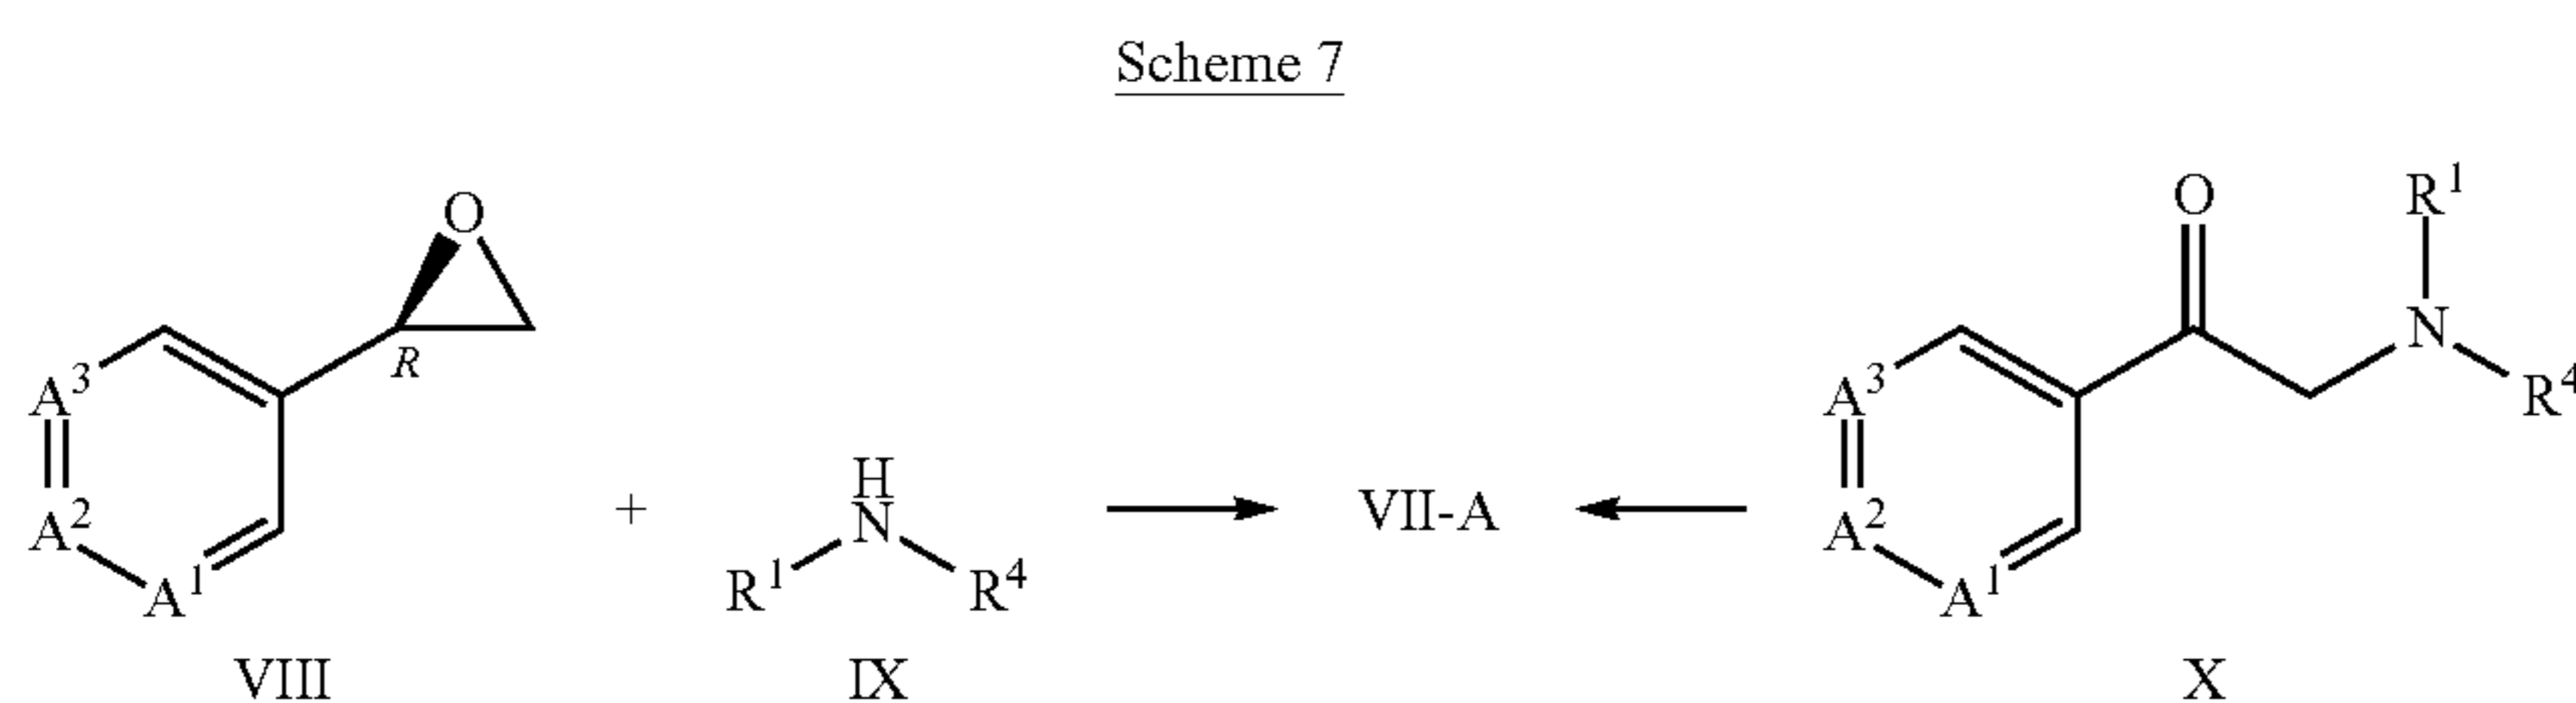 Scheme 7
O
R
A3
A2
A1
VIII
+
H
N
R1
R4
IX
VII-A
O
R1
N
R4
A3
A2
A1
X